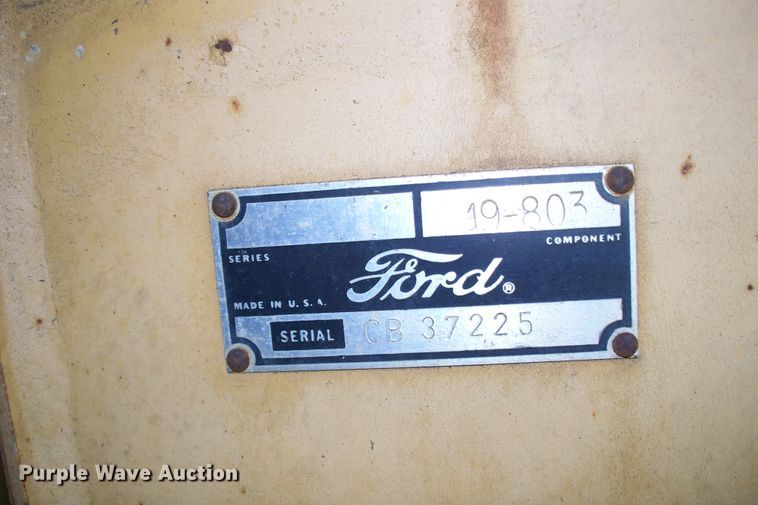 19-803
SERIES
COMPONENT
Ford®
MADE IN U.S.A.
SERIAL CB 37225
Purple Wave Auction